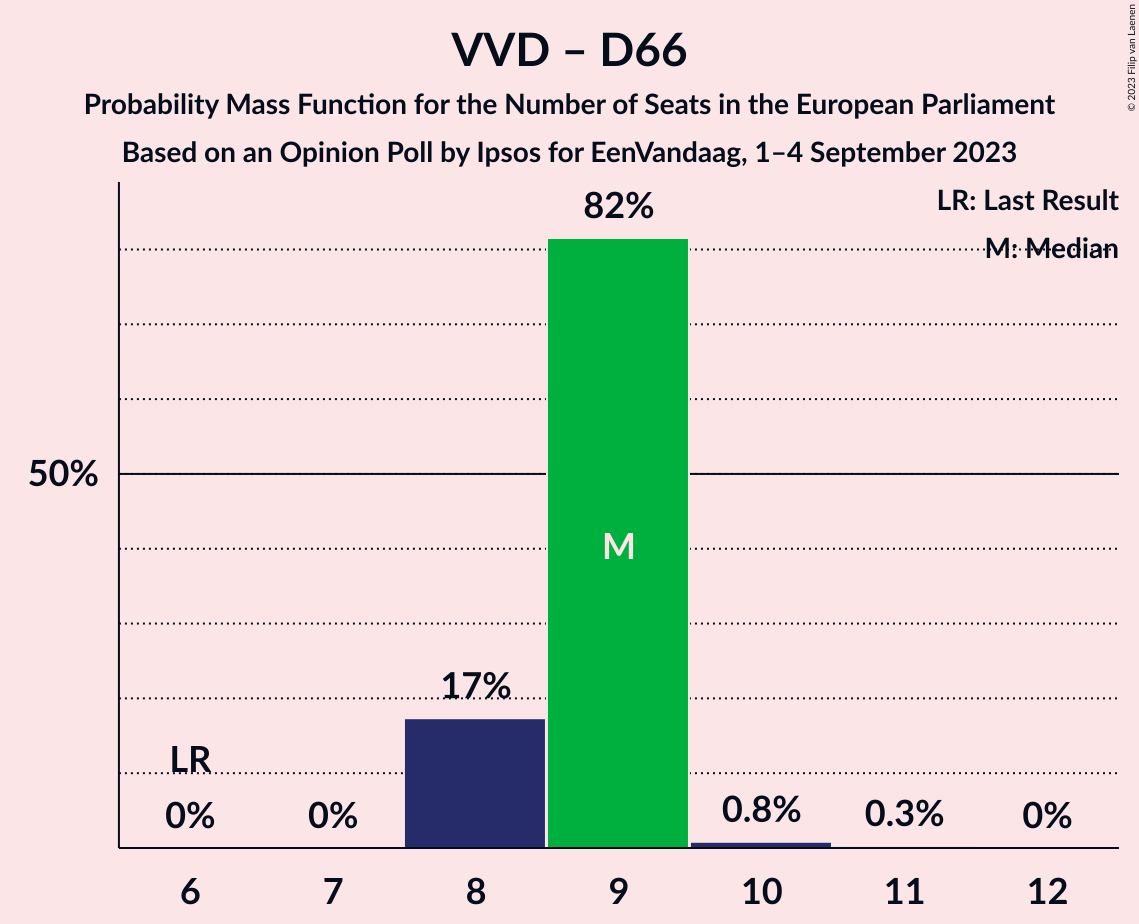 VVD – D66
Probability Mass Function for the Number of Seats in the European Parliament
Based on an Opinion Poll by Ipsos for EenVandaag, 1–4 September 2023
© 2023 Filip van Laenen
LR: Last Result
M: Median
82%
50%
M
17%
LR
0%
0%
0.8%
0.3%
0%
6
7
8
9
10
11
12